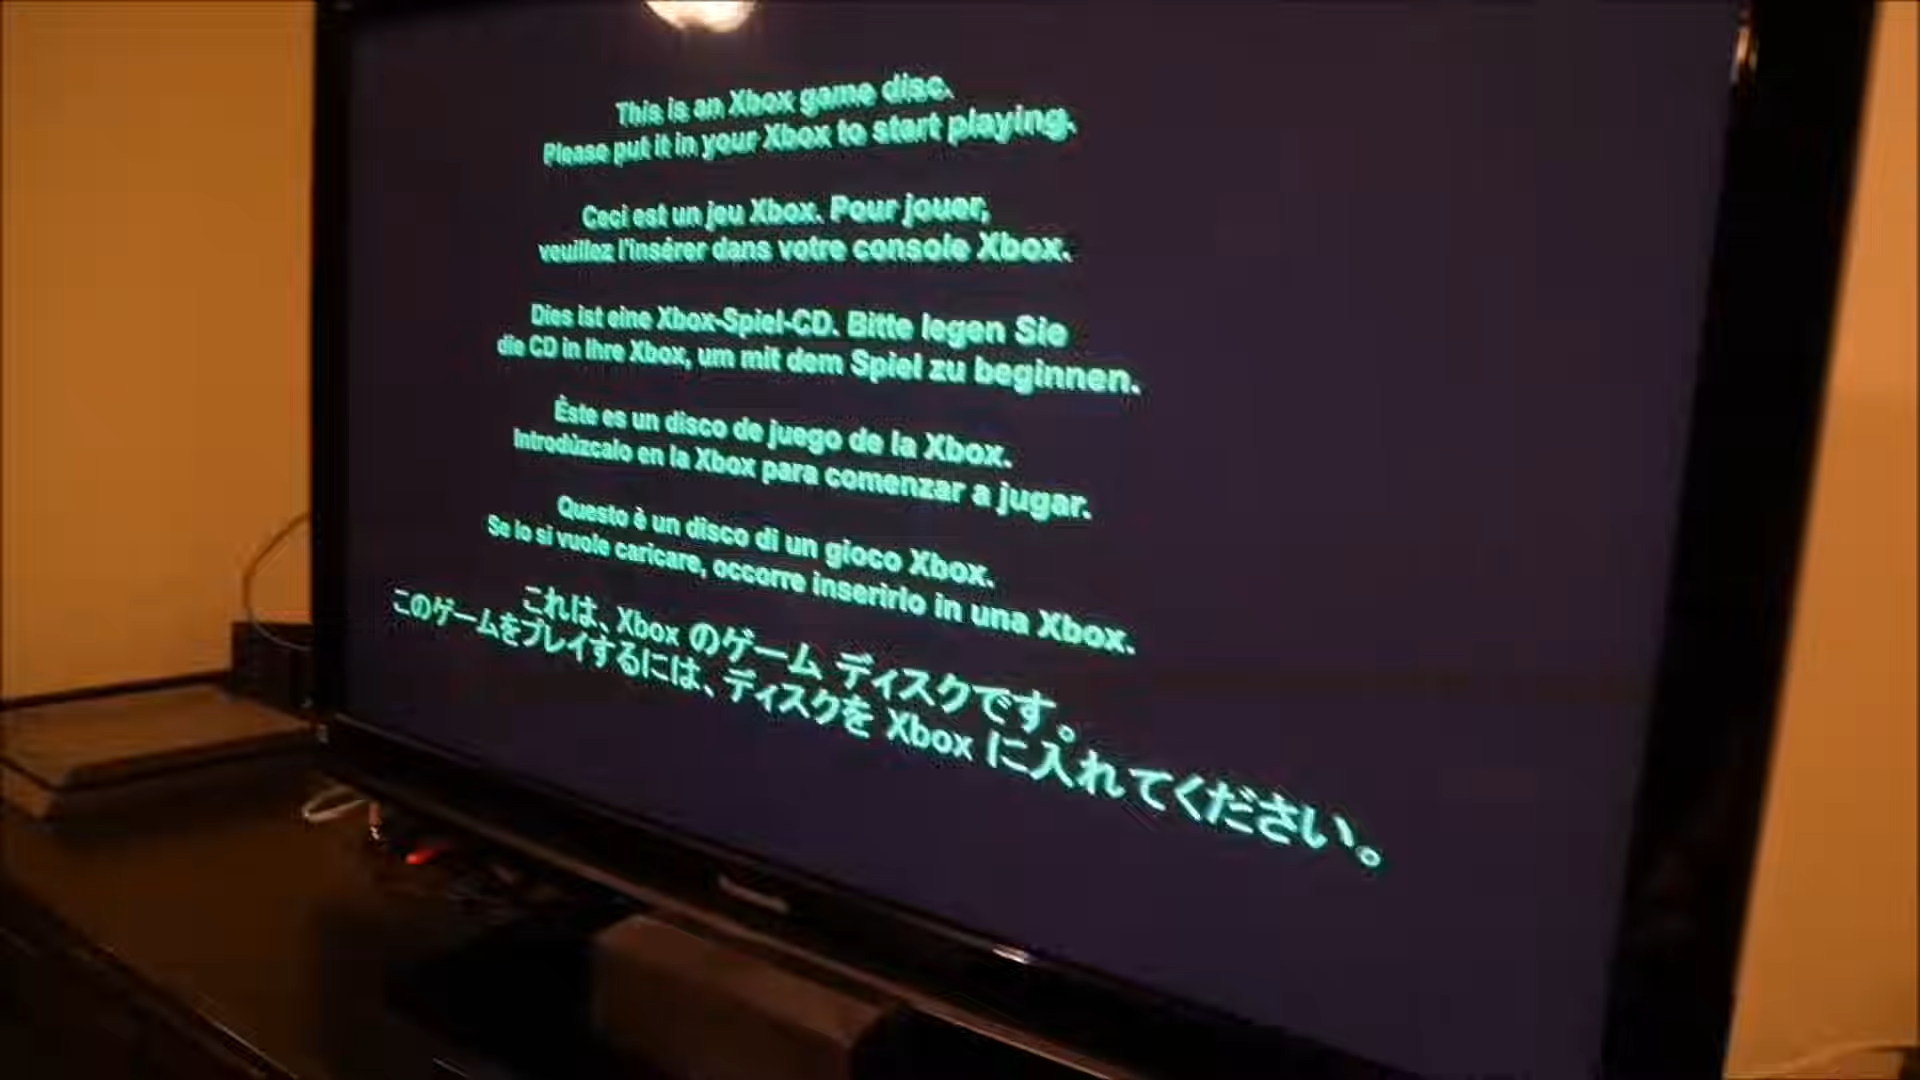 This is an Xbox game disc.
Please put it in your Xbox to start playing.
Ceci est un jeu Xbox. Pour jouer,
veuillez l'insérer dans votre console Xbox.
Dies ist eine Xbox-Spiel-CD. Bitte legen Sie
die CD in Ihre Xbox, um mit dem Spiel zu beginnen.
Éste es un disco de juego de la Xbox.
Introdúzcalo en la Xbox para comenzar a jugar.
Questo è un disco di un gioco Xbox.
Se lo si vuole caricare, occorre inserirlo in una Xbox.
これは、Xbox のゲーム ディスクです。
このゲームをプレイするには、ディスクを Xbox に入れてください。